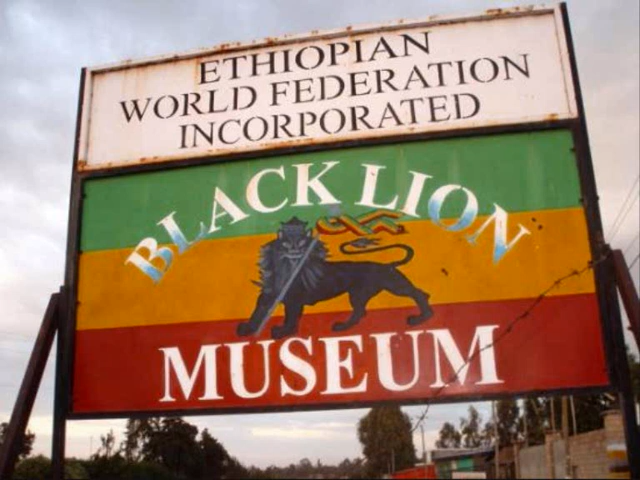 ETHIOPIAN
WORLD FEDERATION
INCORPORATED
BLACK LION
MUSEUM